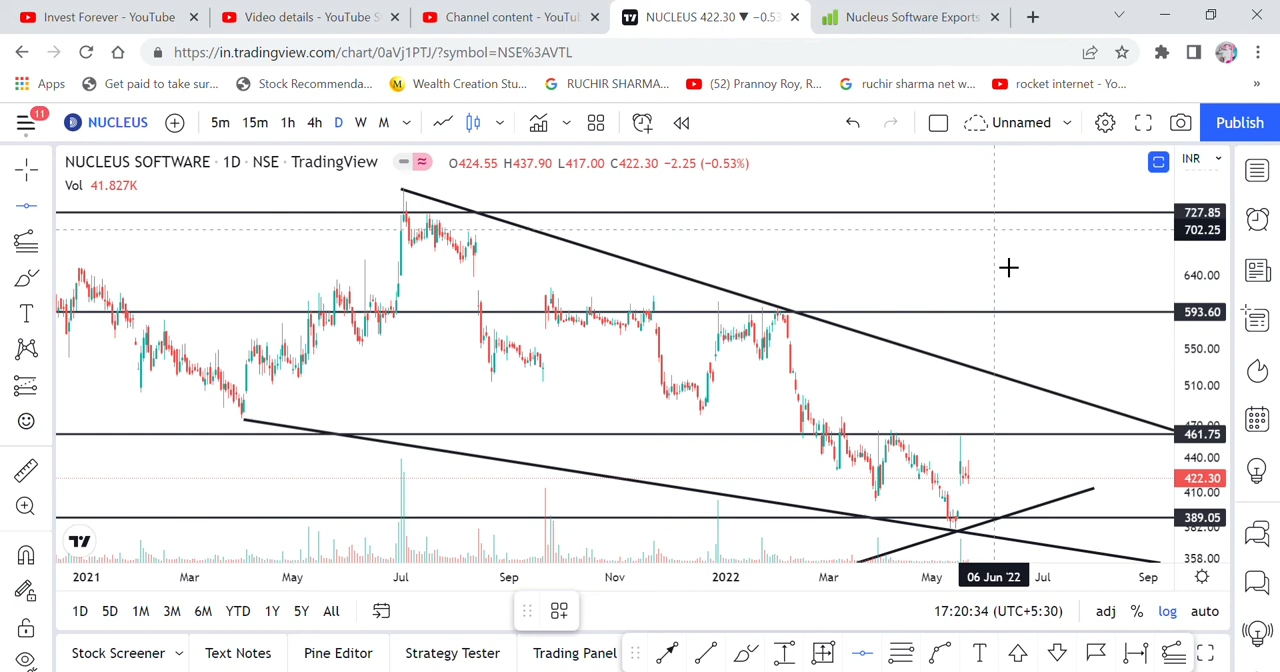 Invest Forever - YouTube
Video details - YouTube S
Channel content - YouTu
NUCLEUS 422.30 ▼ −0.53
Nucleus Software Exports
https://in.tradingview.com/chart/0aVj1PTJ/?symbol=NSE%3AVTL
Apps
Get paid to take sur...
Stock Recommenda...
Wealth Creation Stu...
RUCHIR SHARMA...
(52) Prannoy Roy, R...
ruchir sharma net w...
rocket internet - Yo...
»
11
NUCLEUS
5m 15m 1h 4h D W M
Unnamed
Publish
NUCLEUS SOFTWARE · 1D · NSE · TradingView
O424.55 H437.90 L417.00 C422.30 −2.25 (−0.53%)
INR
Vol 41.827K
727.85
702.25
640.00
593.60
550.00
510.00
470.00
461.75
440.00
422.30
410.00
389.05
382.00
358.00
2021 Mar May Jul Sep Nov 2022 Mar May 06 Jun '22 Jul Sep
1D 5D 1M 3M 6M YTD 1Y 5Y All
17:20:34 (UTC+5:30) adj % log auto
Stock Screener Text Notes Pine Editor Strategy Tester Trading Panel